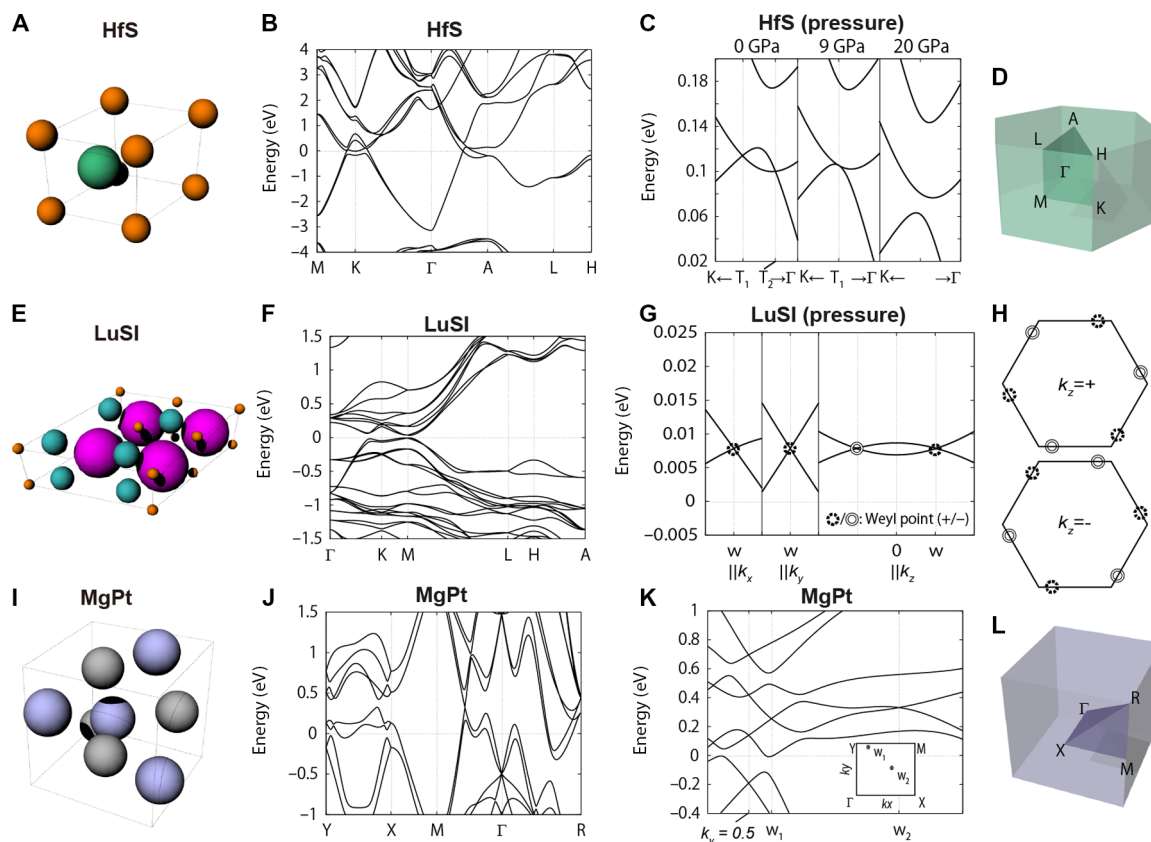 A
HfS
B
HfS
4
3
2
1
0
−1
−2
−3
−4
Energy (eV)
M K Γ A L H
C
HfS (pressure)
0 GPa 9 GPa 20 GPa
0.20
0.18
0.14
0.1
0.06
0.02
Energy (eV)
K← T1 T2→Γ K← T1 →Γ K← →Γ
D
A
L
H
Γ
M
K
E
LuSI
F
LuSI
1.5
1
0.5
0
−0.5
−1
−1.5
Energy (eV)
Γ K M L H A
G
LuSI (pressure)
0.025
0.02
0.015
0.01
0.005
0
−0.005
Energy (eV)
/ : Weyl point (+/−)
w w 0 w
||kx ||ky ||kz
H
kz=+
kz=-
I
MgPt
J
MgPt
1.5
1
0.5
0
−0.5
−1
Energy (eV)
Y X M Γ R
K
MgPt
1
0.8
0.6
0.4
0.2
0
−0.2
−0.4
Energy (eV)
Y M
w1
ky
w2
Γ kx X
ky = 0.5 w1 w2
L
Γ
R
X
M